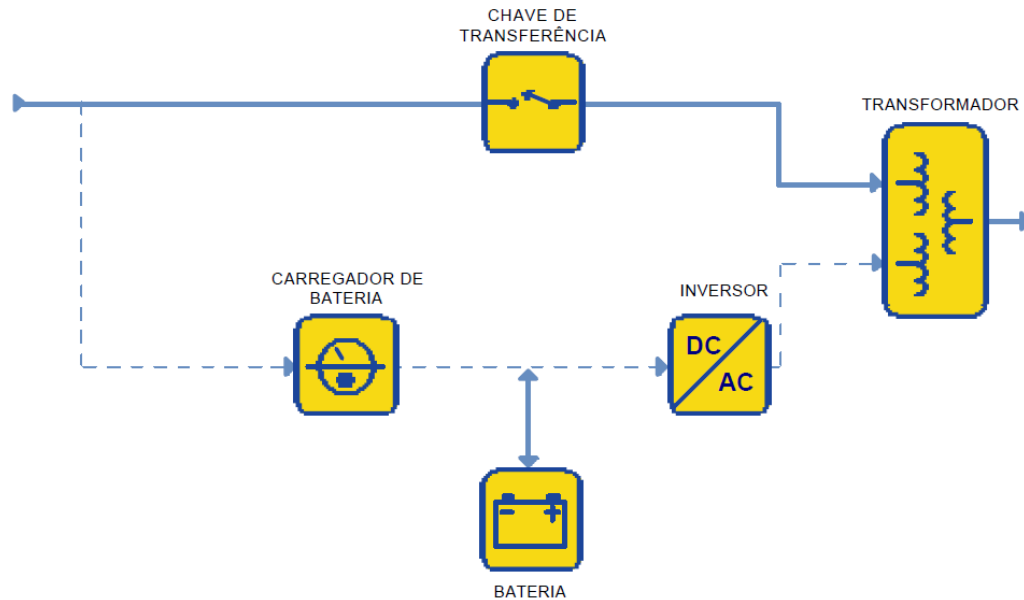 CHAVE DE
TRANSFERÊNCIA
TRANSFORMADOR
CARREGADOR DE
BATERIA
INVERSOR
DC
AC
BATERIA